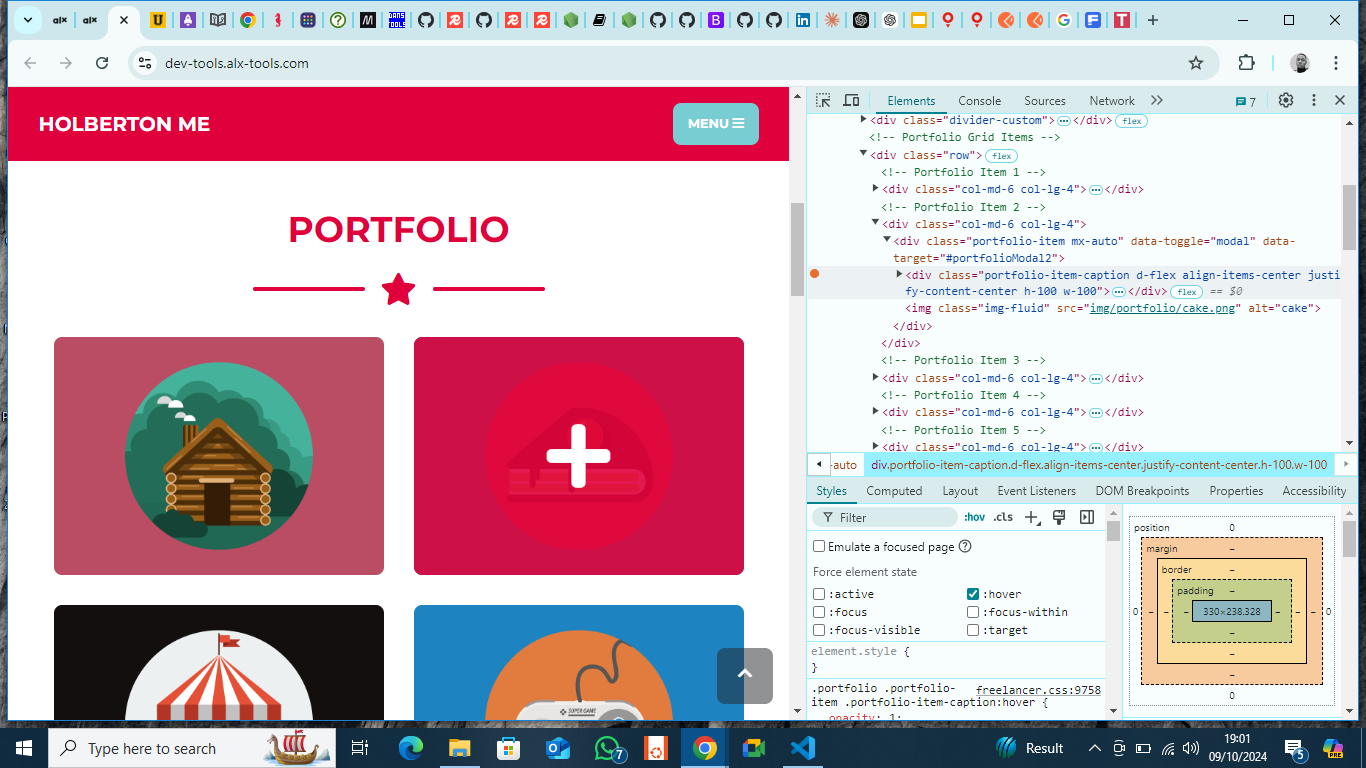 alx
alx
dev-tools.alx-tools.com
HOLBERTON ME
MENU
PORTFOLIO
SUPER GAME
Elements
Console
Sources
Network
7
<div class="divider-custom"> </div> flex
<!-- Portfolio Grid Items -->
<div class="row"> flex
<!-- Portfolio Item 1 -->
<div class="col-md-6 col-lg-4"> </div>
<!-- Portfolio Item 2 -->
<div class="col-md-6 col-lg-4">
<div class="portfolio-item mx-auto" data-toggle="modal" data-
target="#portfolioModal2">
<div class="portfolio-item-caption d-flex align-items-center justi
fy-content-center h-100 w-100"> </div> flex == $0
<img class="img-fluid" src="img/portfolio/cake.png" alt="cake">
</div>
</div>
<!-- Portfolio Item 3 -->
<div class="col-md-6 col-lg-4"> </div>
<!-- Portfolio Item 4 -->
<div class="col-md-6 col-lg-4"> </div>
<!-- Portfolio Item 5 -->
<div class="col-md-6 col-lg-4"> </div>
-auto
div.portfolio-item-caption.d-flex.align-items-center.justify-content-center.h-100.w-100
Styles
Computed
Layout
Event Listeners
DOM Breakpoints
Properties
Accessibility
Filter
:hov
.cls
Emulate a focused page
Force element state
:active
:hover
:focus
:focus-within
:focus-visible
:target
element.style {
}
.portfolio .portfolio-
freelancer.css:9758
item .portfolio-item-caption:hover {
opacity: 1;
position
0
margin
–
border
–
padding
–
0 – – – 330×238.328 – – – 0
–
–
–
0
Type here to search
7
Result
19:01
09/10/2024
5
PRE